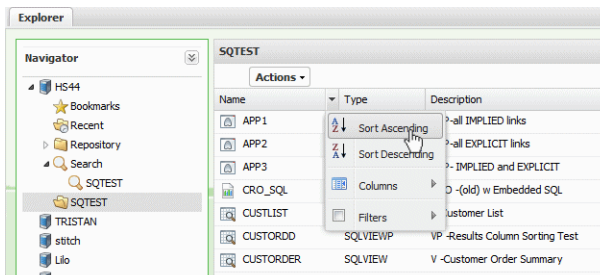 Explorer
Navigator
HS44
Bookmarks
Recent
Repository
Search
SQTEST
SQTEST
TRISTAN
stitch
Lilo
SQTEST
Actions
Name Type Description
APP1 P-all IMPLIED links
APP2 P-all EXPLICIT links
APP3 P- IMPLIED and EXPLICIT
CRO_SQL O -(old) w Embedded SQL
CUSTLIST ustomer List
CUSTORDD SQLVIEWP VP -Results Column Sorting Test
CUSTORDER SQLVIEW V -Customer Order Summary
Sort Ascending
Sort Descending
Columns
Filters